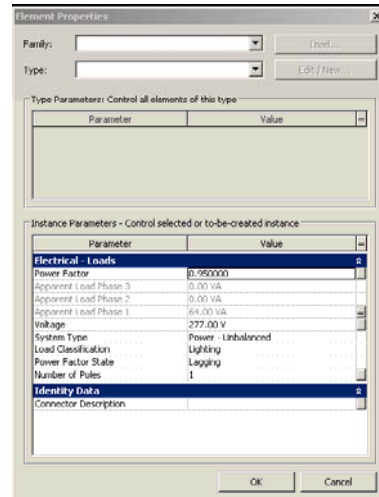 Element Properties
Family:
Load...
Type:
Edit / New...
Type Parameters: Control all elements of this type
Parameter Value =
Instance Parameters - Control selected or to-be-created instance
Parameter Value =
Electrical - Loads
Power Factor 0.950000
Apparent Load Phase 3 0.00 VA
Apparent Load Phase 2 0.00 VA
Apparent Load Phase 1 64.00 VA
Voltage 277.00 V
System Type Power - Unbalanced
Load Classification Lighting
Power Factor State Lagging
Number of Poles 1
Identity Data
Connector Description
OK Cancel